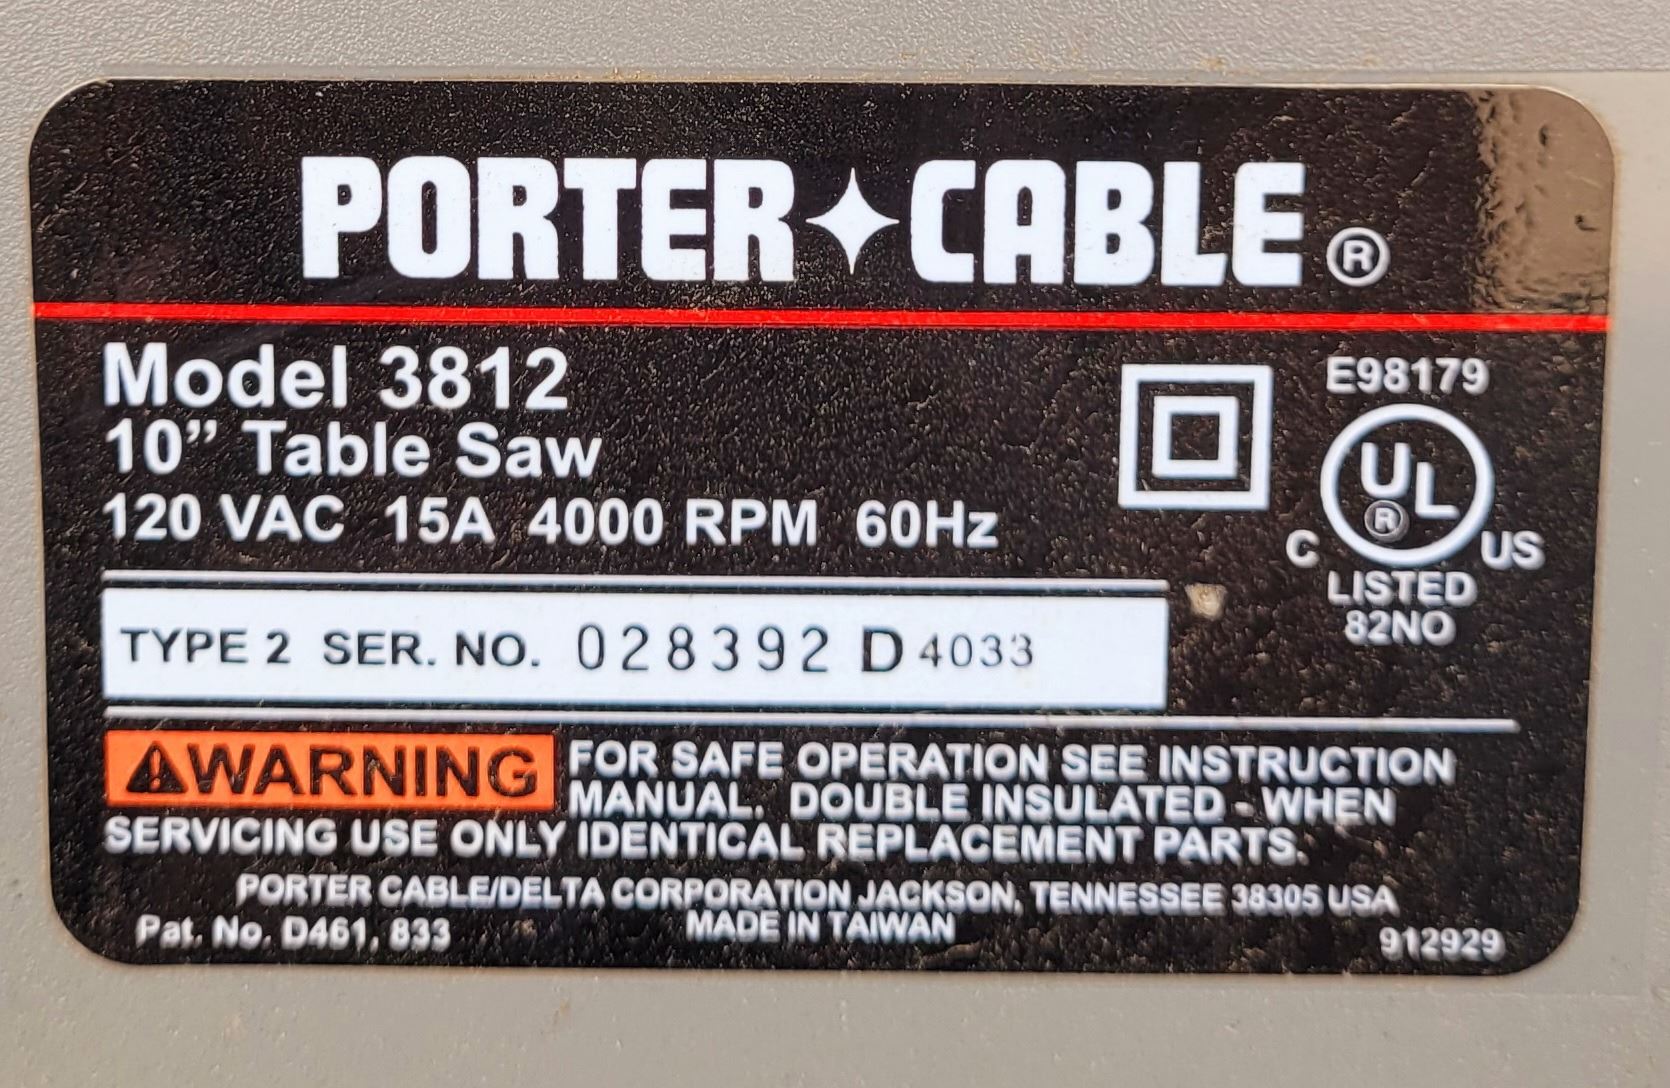 PORTER CABLE®
Model 3812
10” Table Saw
120 VAC 15A 4000 RPM 60Hz
E98179
UL®
C US
LISTED
82NO
TYPE 2 SER. NO. 028392 D 4033
WARNING FOR SAFE OPERATION SEE INSTRUCTION
MANUAL. DOUBLE INSULATED - WHEN
SERVICING USE ONLY IDENTICAL REPLACEMENT PARTS.
PORTER CABLE/DELTA CORPORATION JACKSON, TENNESSEE 38305 USA
Pat. No. D461, 833 MADE IN TAIWAN 912929